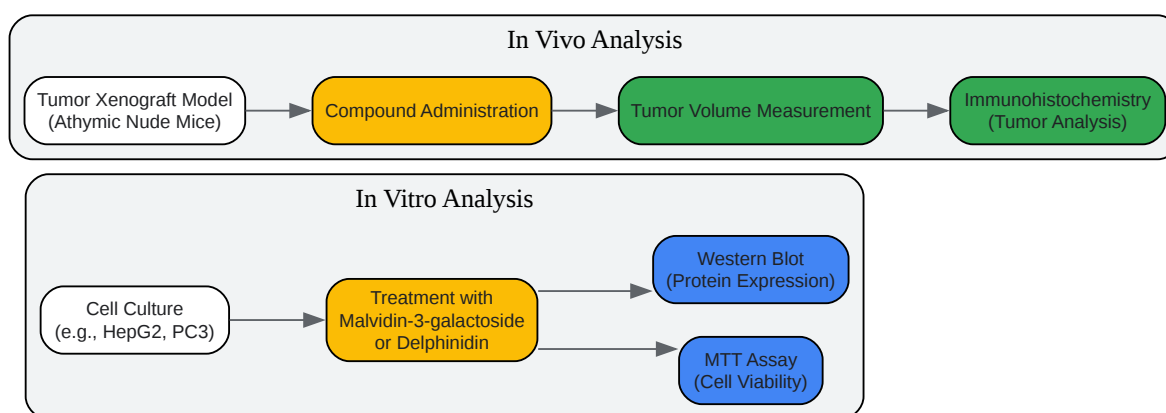 In Vivo Analysis
Tumor Xenograft Model
(Athymic Nude Mice)
Compound Administration
Tumor Volume Measurement
Immunohistochemistry
(Tumor Analysis)
In Vitro Analysis
Cell Culture
(e.g., HepG2, PC3)
Treatment with
Malvidin-3-galactoside
or Delphinidin
Western Blot
(Protein Expression)
MTT Assay
(Cell Viability)